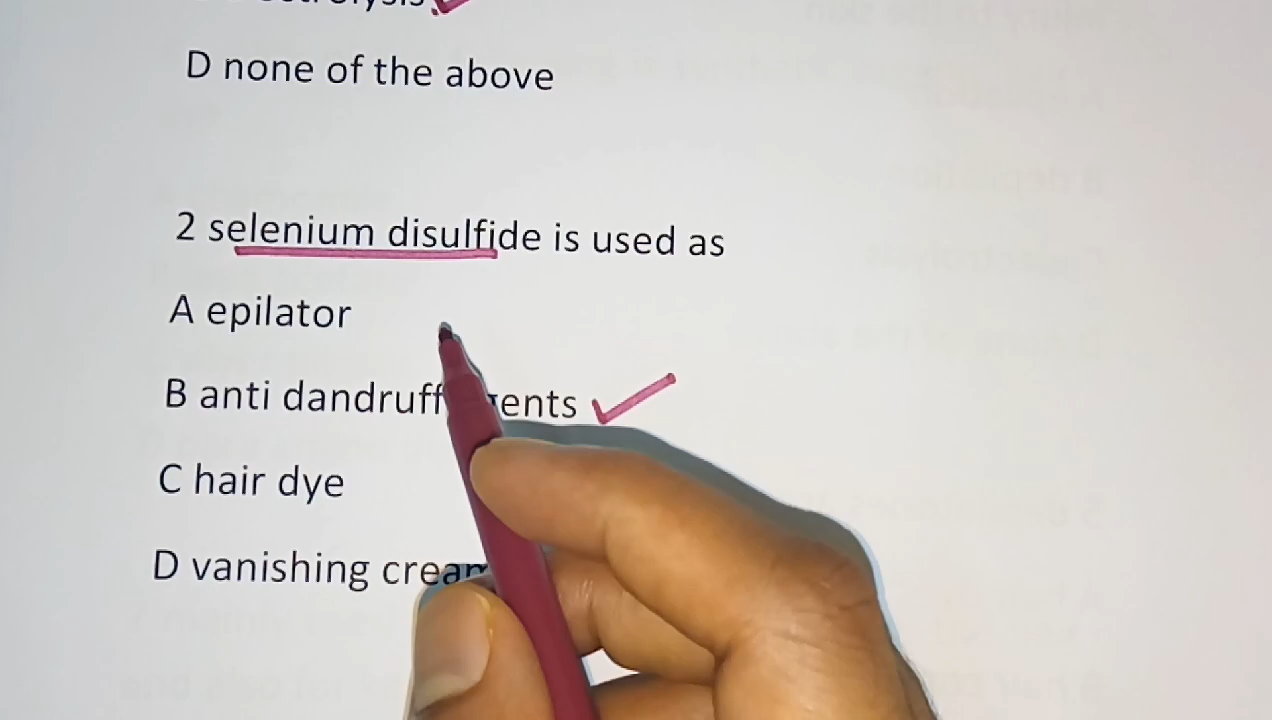 D none of the above
2 selenium disulfide is used as
A epilator
B anti dandruff
C hair dye
D vanishing